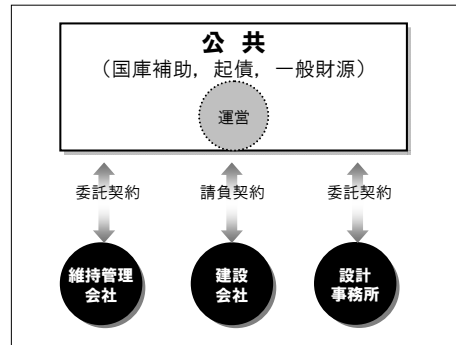 公 共
（国庫補助，起債，一般財源）
運営
委託契約
請負契約
委託契約
維持管理
会社
建設
会社
設計
事務所